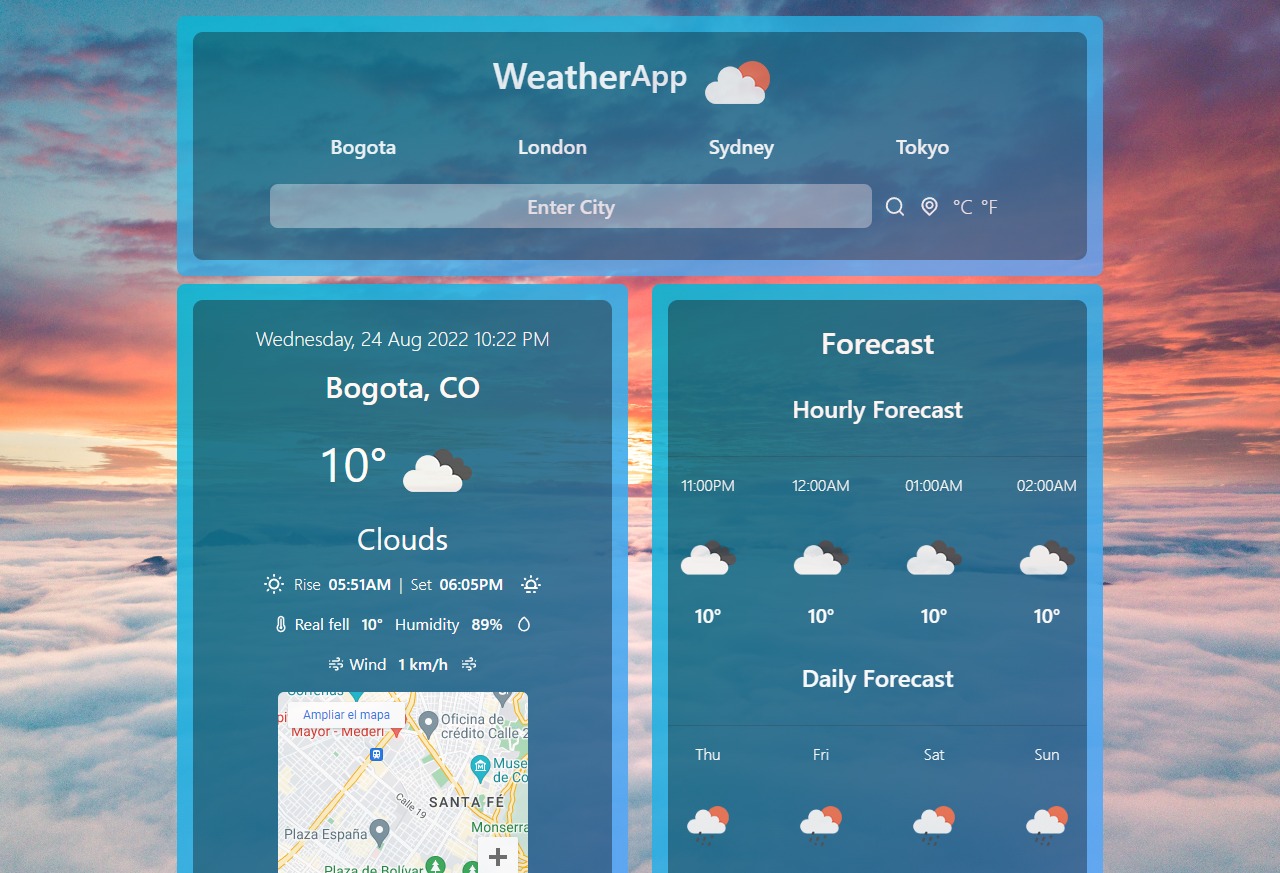 WeatherApp
Bogota London Sydney Tokyo
Enter City °C °F
Wednesday, 24 Aug 2022 10:22 PM
Bogota, CO
10°
Clouds
Rise 05:51AM | Set 06:05PM
Real fell 10° Humidity 89%
Wind 1 km/h
Ampliar el mapa
Mayor - Mederi
Oficina de
crédito Calle 2
Muse
de Co
Calle 19
SANTA FÉ
Plaza España
Monserra
Plaza de Bolívar
Forecast
Hourly Forecast
11:00PM 12:00AM 01:00AM 02:00AM
10° 10° 10° 10°
Daily Forecast
Thu Fri Sat Sun